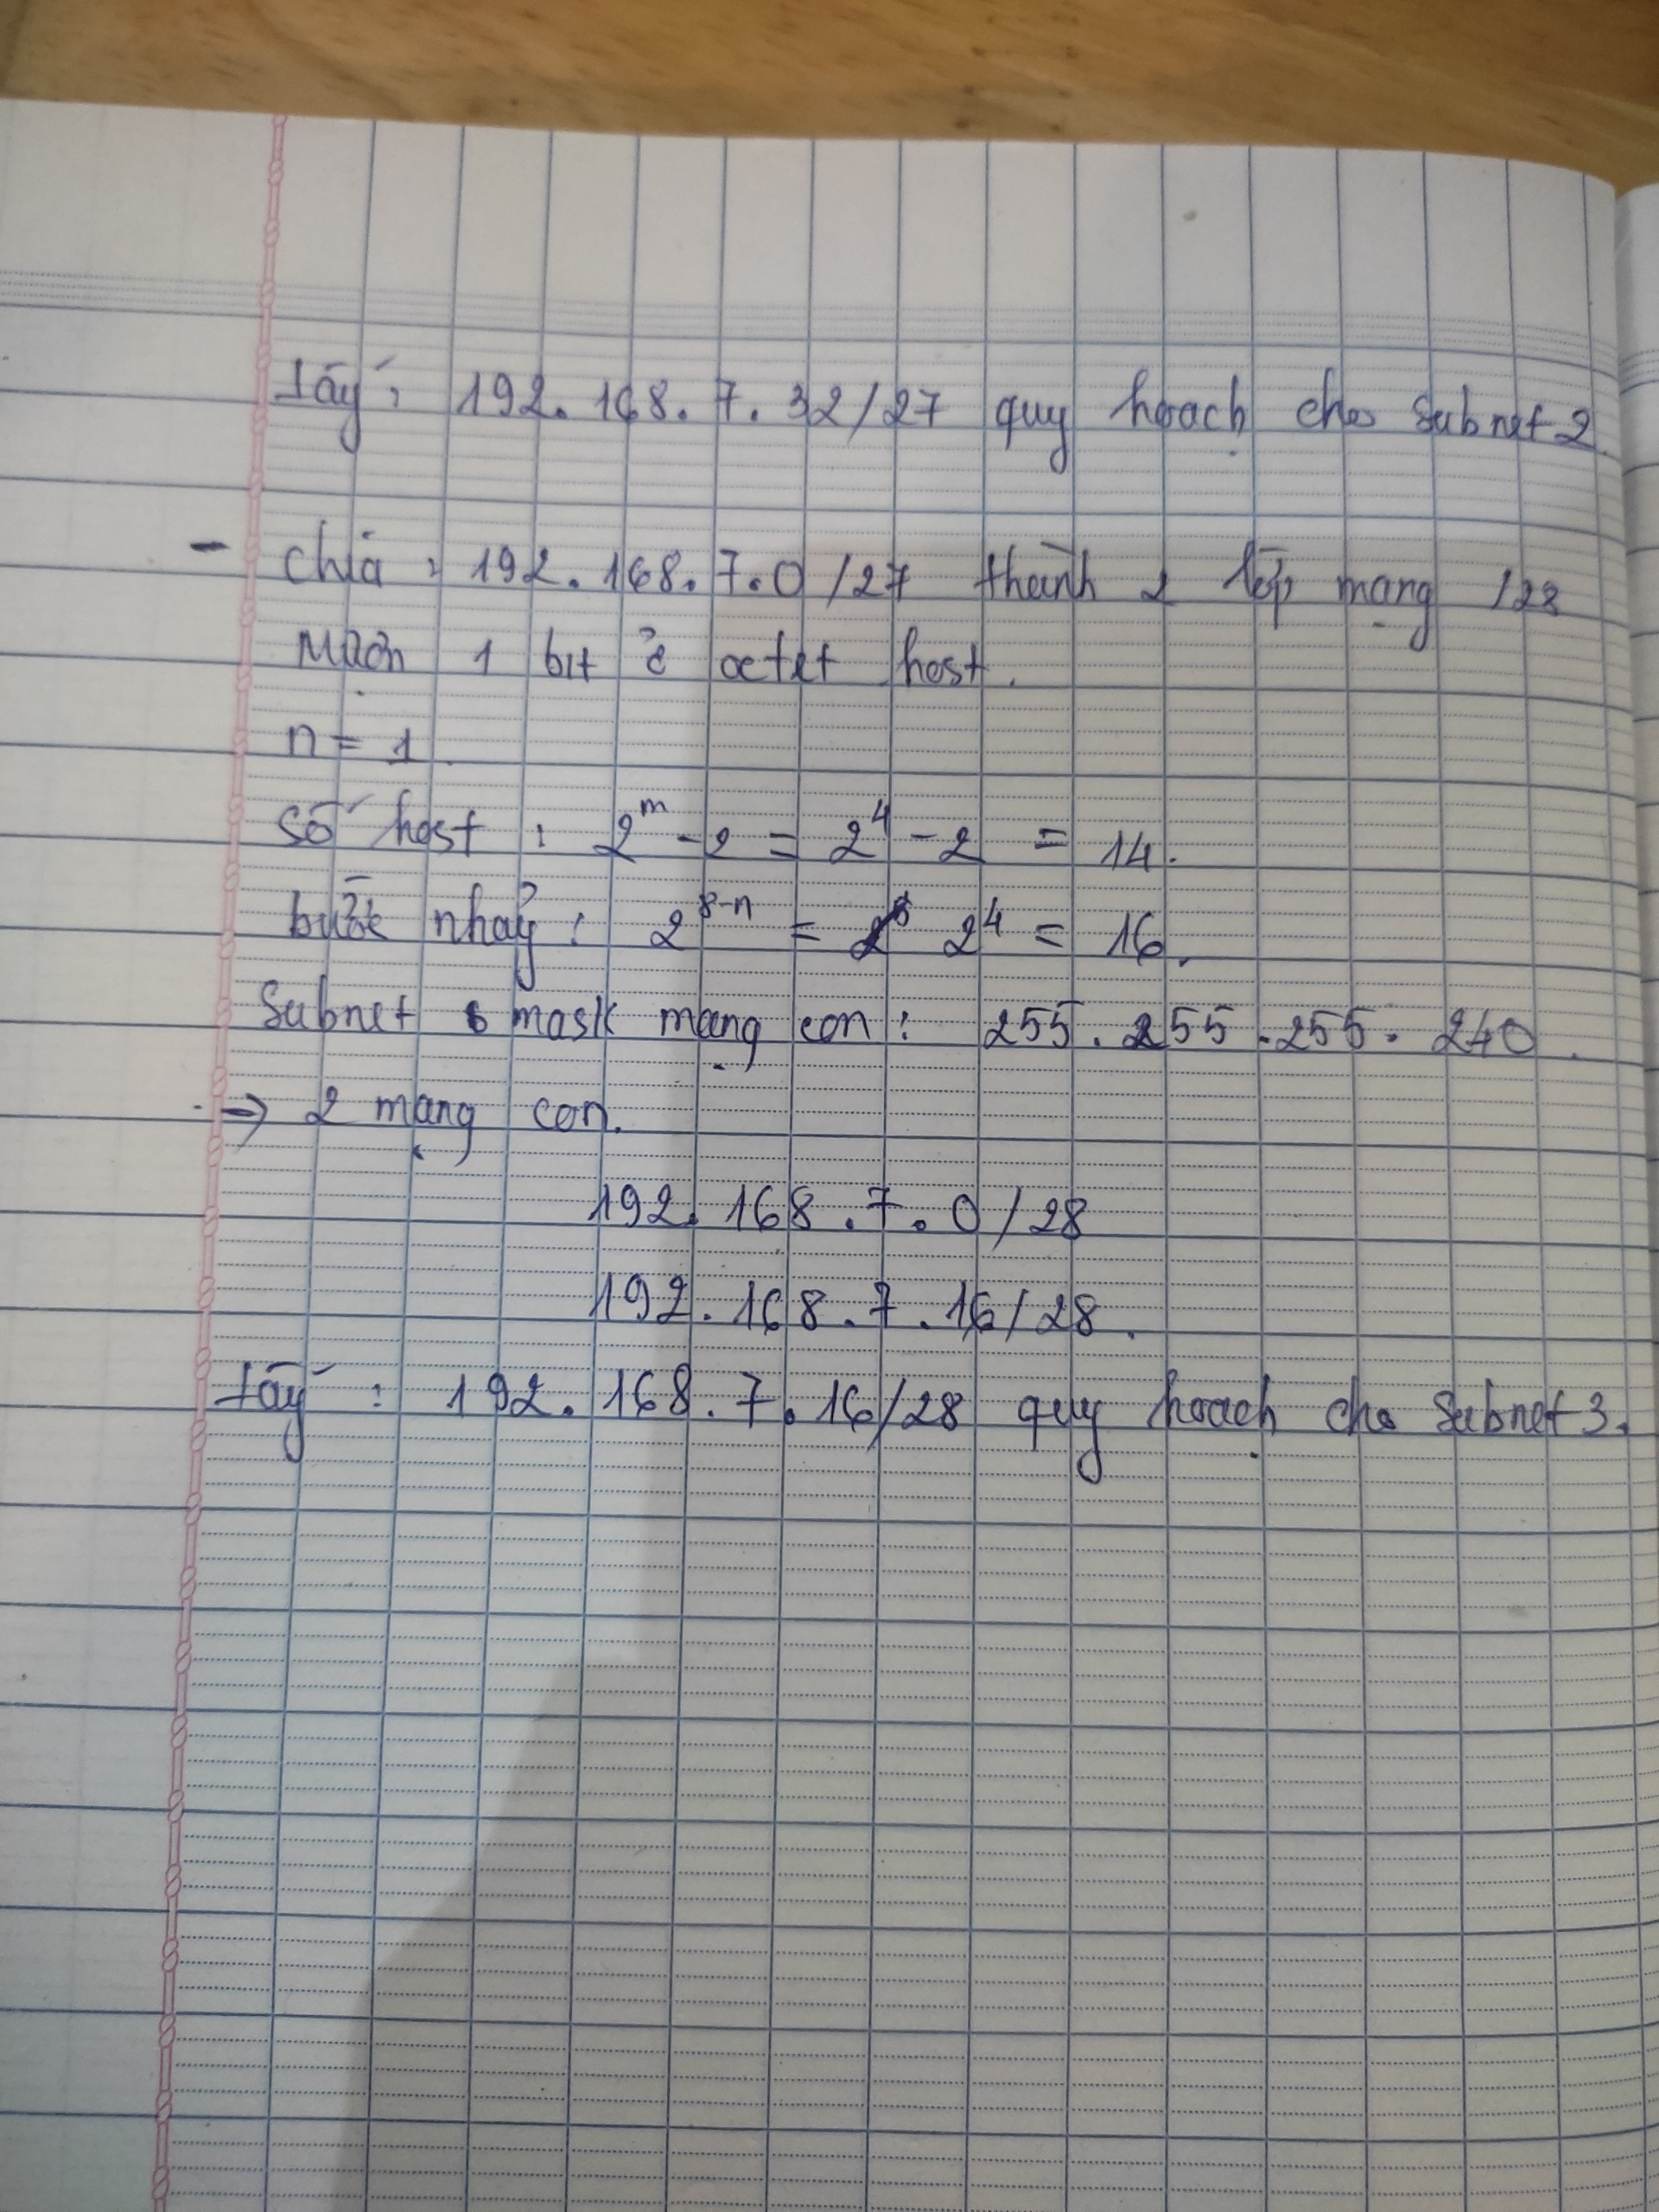 Lấy : 192.168.7.32/27 quy hoạch cho Subnet 2.
- Chia : 192.168.7.0/27 thành 2 lớp mạng /28
Mượn 1 bit ở octet host.
n = 1.
Số host : 2^m - 2 = 2^4 - 2 = 14.
bước nhảy : 2^8-n = 2^4 = 16.
Subnet mask mạng con : 255.255.255.240.
→ 2 mạng con.
192.168.7.0/28
192.168.7.16/28.
Lấy : 192.168.7.16/28 quy hoạch cho Subnet 3.